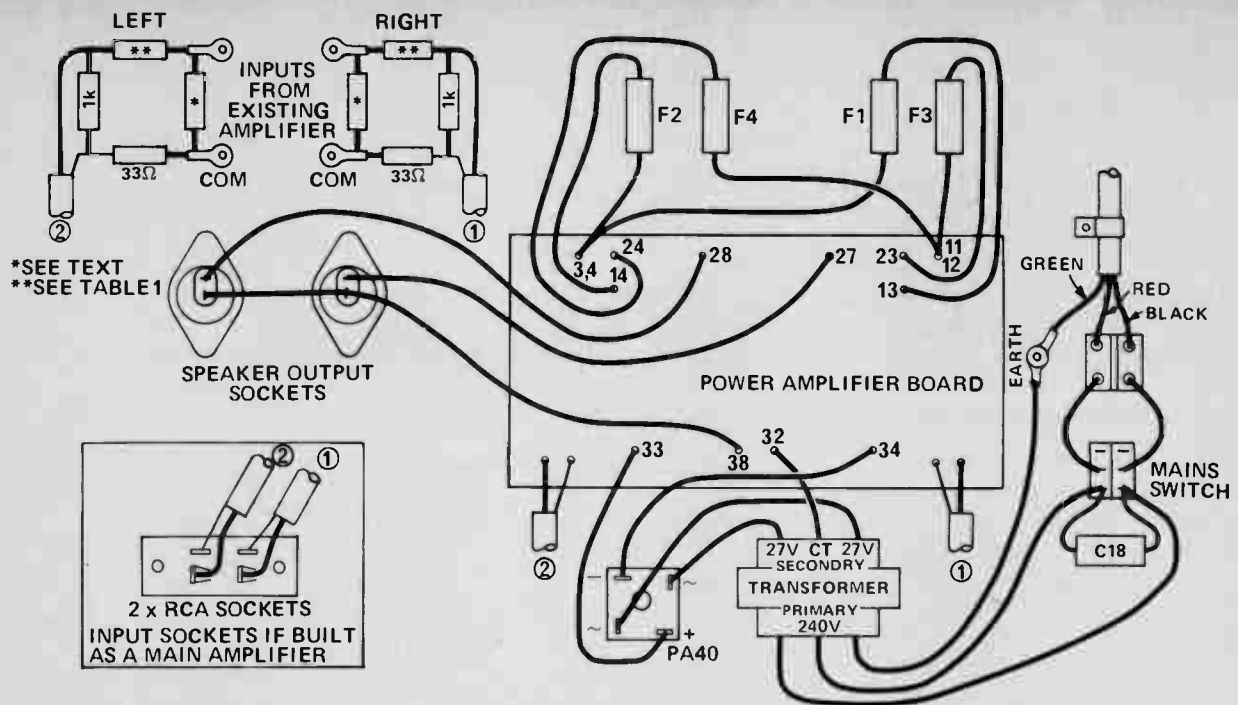 LEFT
RIGHT
**
**
1k
*
INPUTS
FROM
EXISTING
AMPLIFIER
*
1k
33Ω
COM
COM
33Ω
②
①
F2
F4
F1
F3
*SEE TEXT
**SEE TABLE 1
SPEAKER OUTPUT
SOCKETS
3,4
24
14
28
27
23
11
12
13
POWER AMPLIFIER BOARD
33
38
32
34
②
①
GREEN
RED
BLACK
EARTH
MAINS
SWITCH
C18
② ①
2 x RCA SOCKETS
INPUT SOCKETS IF BUILT
AS A MAIN AMPLIFIER
− ~
~ +
PA40
27V CT 27V
SECONDRY
TRANSFORMER
PRIMARY
240V